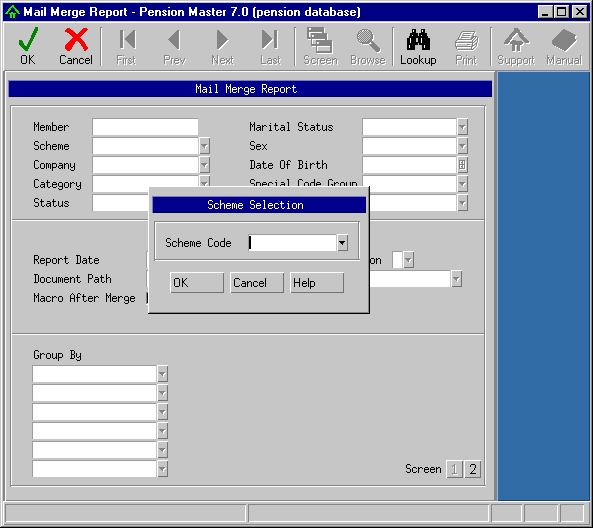 Mail Merge Report - Pension Master 7.0 (pension database)
OK Cancel First Prev Next Last Screen Browse Lookup Print Support Manual
Mail Merge Report
Member Marital Status
Scheme Sex
Company Date Of Birth
Category Special Code Group
Status
Scheme Selection
Scheme Code
OK Cancel Help
Report Date on
Document Path
Macro After Merge
Group By
Screen 1 2